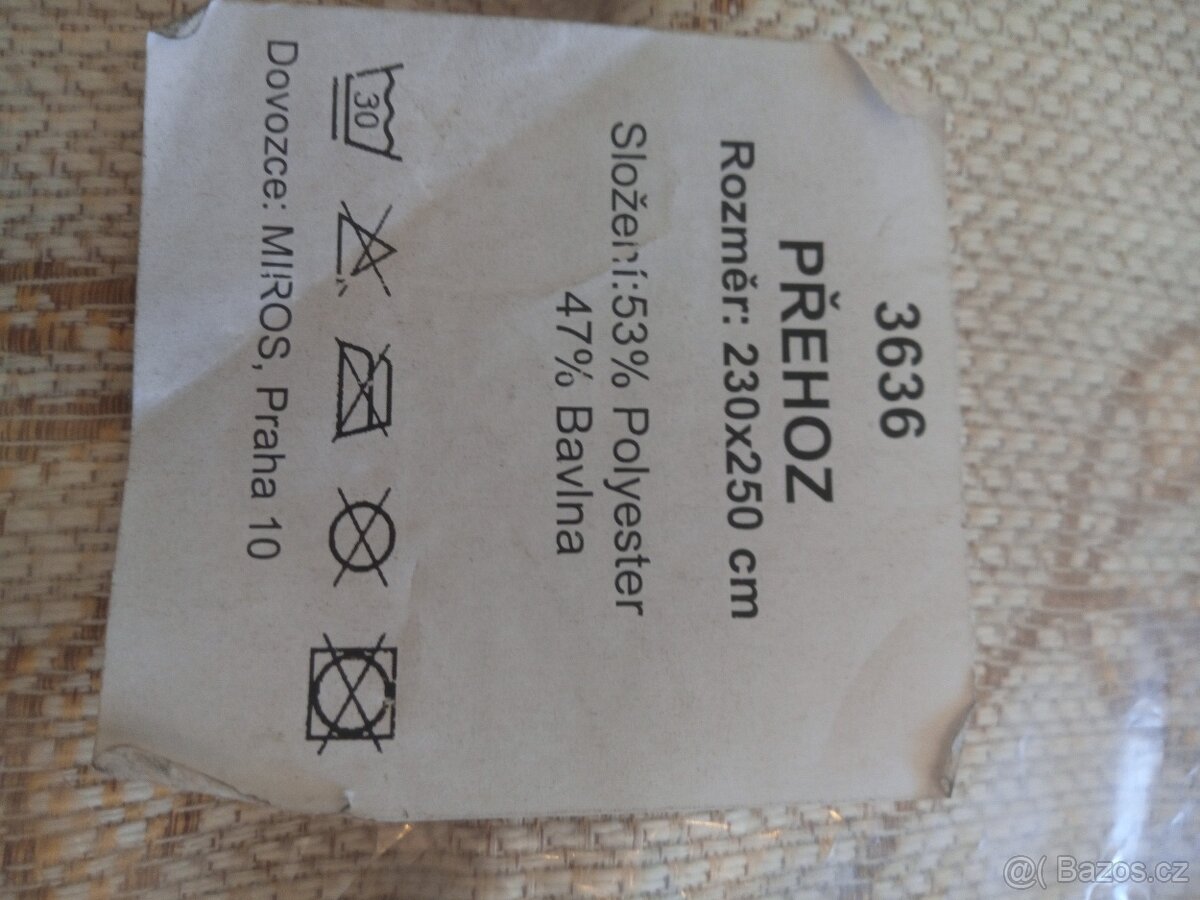 3636
PŘEHOZ
Rozměr: 230x250 cm
Složení:53% Polyester
47% Bavlna
30
Dovozce: MIROS, Praha 10
@( Bazos.cz